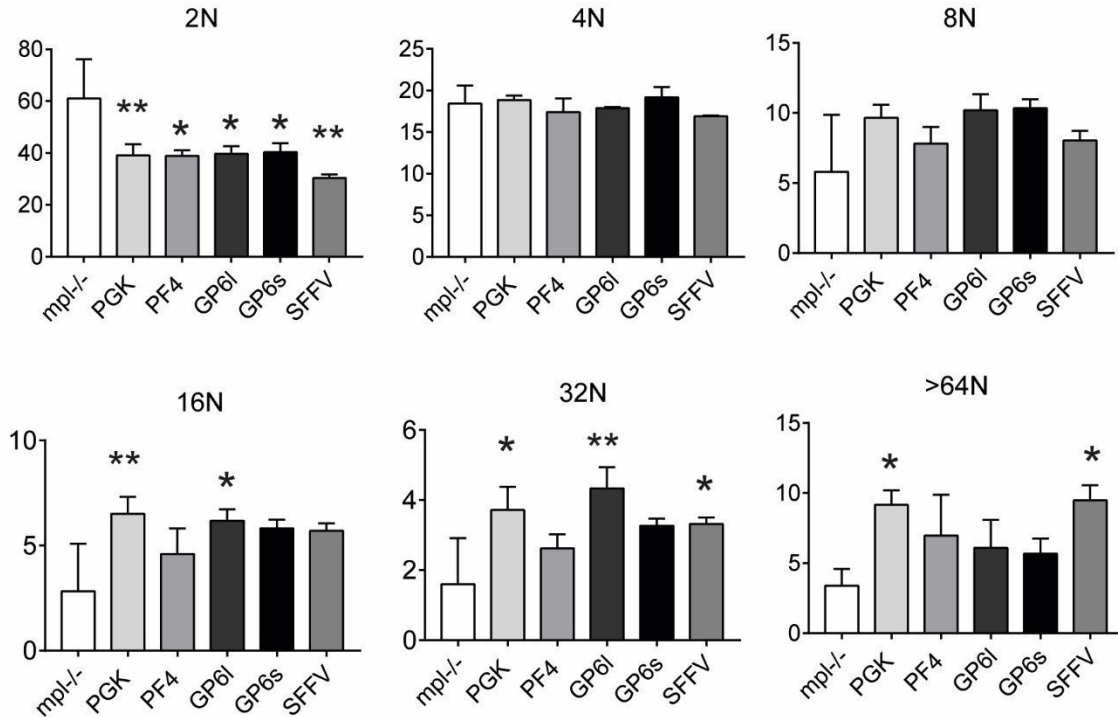 2N
80
60
40
20
0
**
*
*
*
**
mpl-/-
PGK
PF4
GP6l
GP6s
SFFV
4N
25
20
15
10
5
0
mpl-/-
PGK
PF4
GP6l
GP6s
SFFV
8N
15
10
5
0
mpl-/-
PGK
PF4
GP6l
GP6s
SFFV
16N
10
5
0
**
*
mpl-/-
PGK
PF4
GP6l
GP6s
SFFV
32N
6
4
2
0
*
**
*
mpl-/-
PGK
PF4
GP6l
GP6s
SFFV
>64N
15
10
5
0
*
*
mpl-/-
PGK
PF4
GP6l
GP6s
SFFV